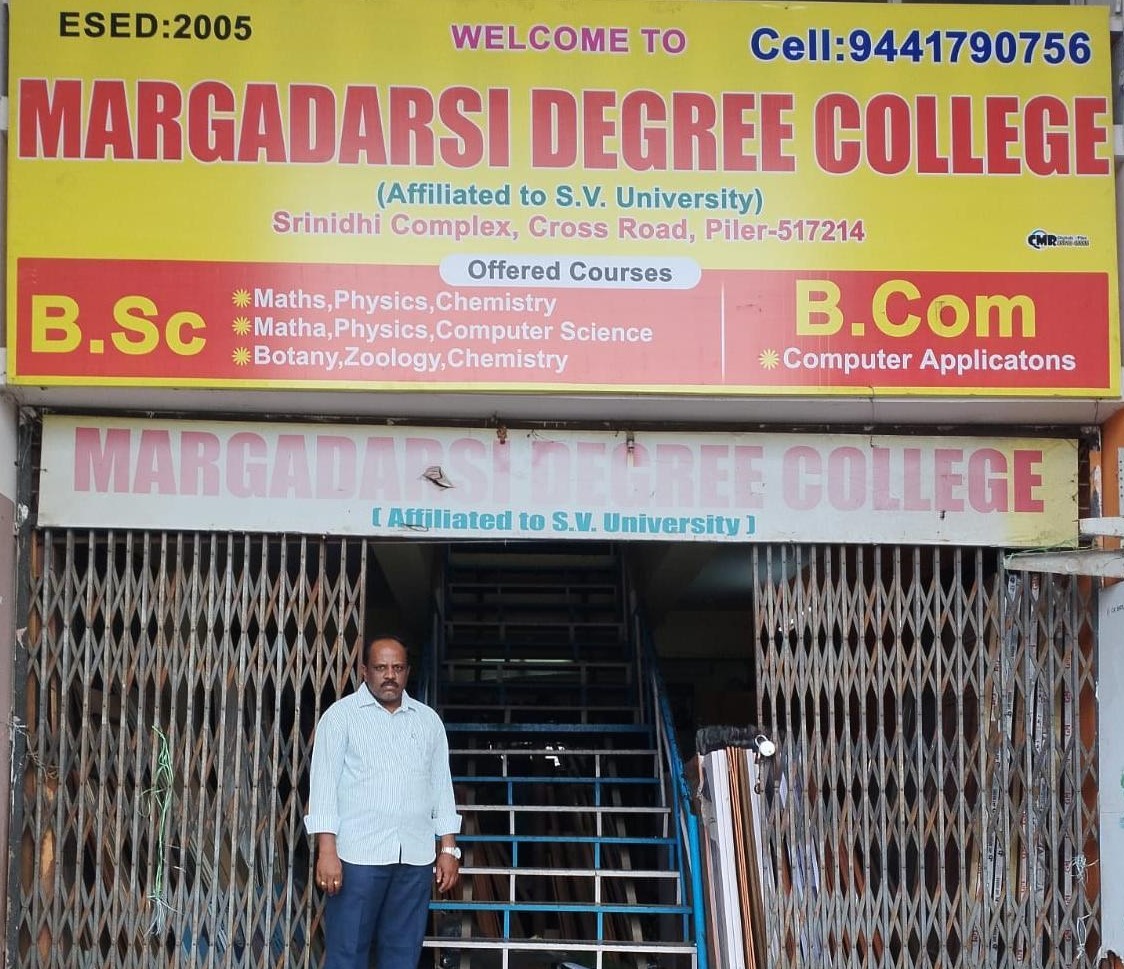 ESED:2005
WELCOME TO
Cell:9441790756
MARGADARSI DEGREE COLLEGE
(Affiliated to S.V. University)
Srinidhi Complex, Cross Road, Piler-517214
CMR
Offered Courses
B.Sc
Maths,Physics,Chemistry
Matha,Physics,Computer Science
Botany,Zoology,Chemistry
B.Com
Computer Applicatons
MARGADARSI DEGREE COLLEGE
( Affiliated to S.V. University )